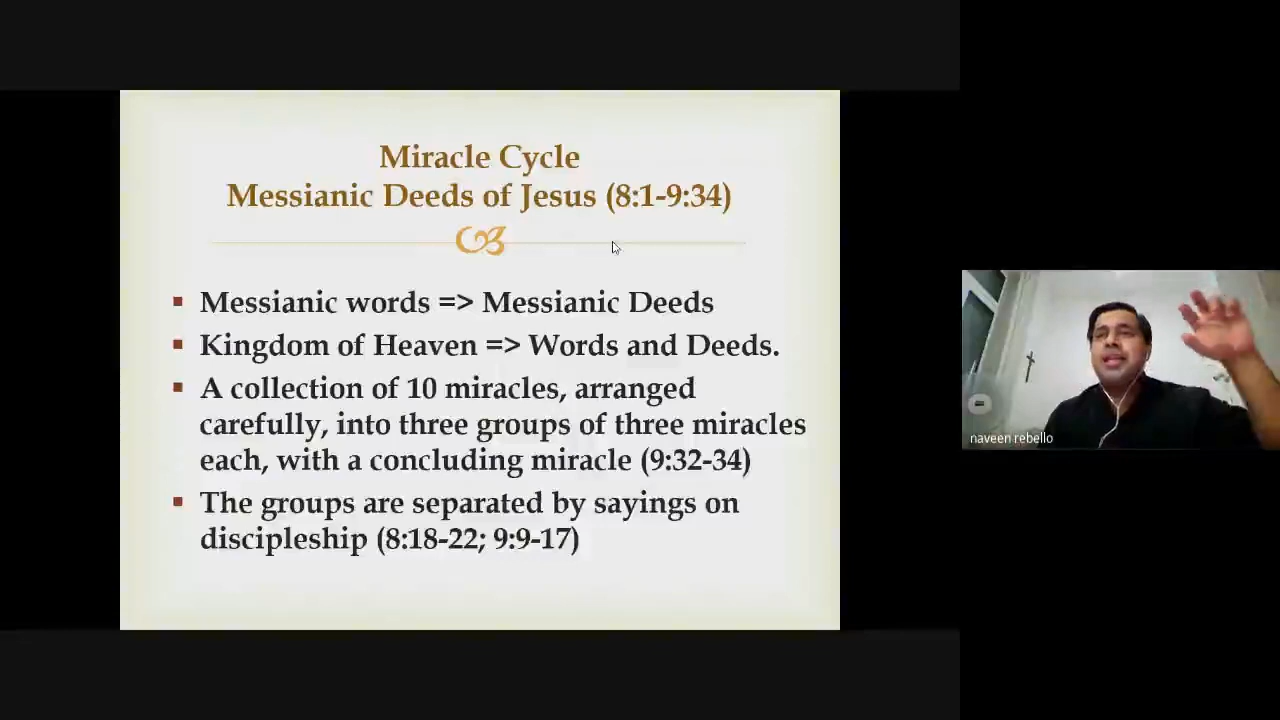 Miracle Cycle
Messianic Deeds of Jesus (8:1-9:34)
Messianic words => Messianic Deeds
Kingdom of Heaven => Words and Deeds.
A collection of 10 miracles, arranged
carefully, into three groups of three miracles
each, with a concluding miracle (9:32-34)
The groups are separated by sayings on
discipleship (8:18-22; 9:9-17)
naveen rebello